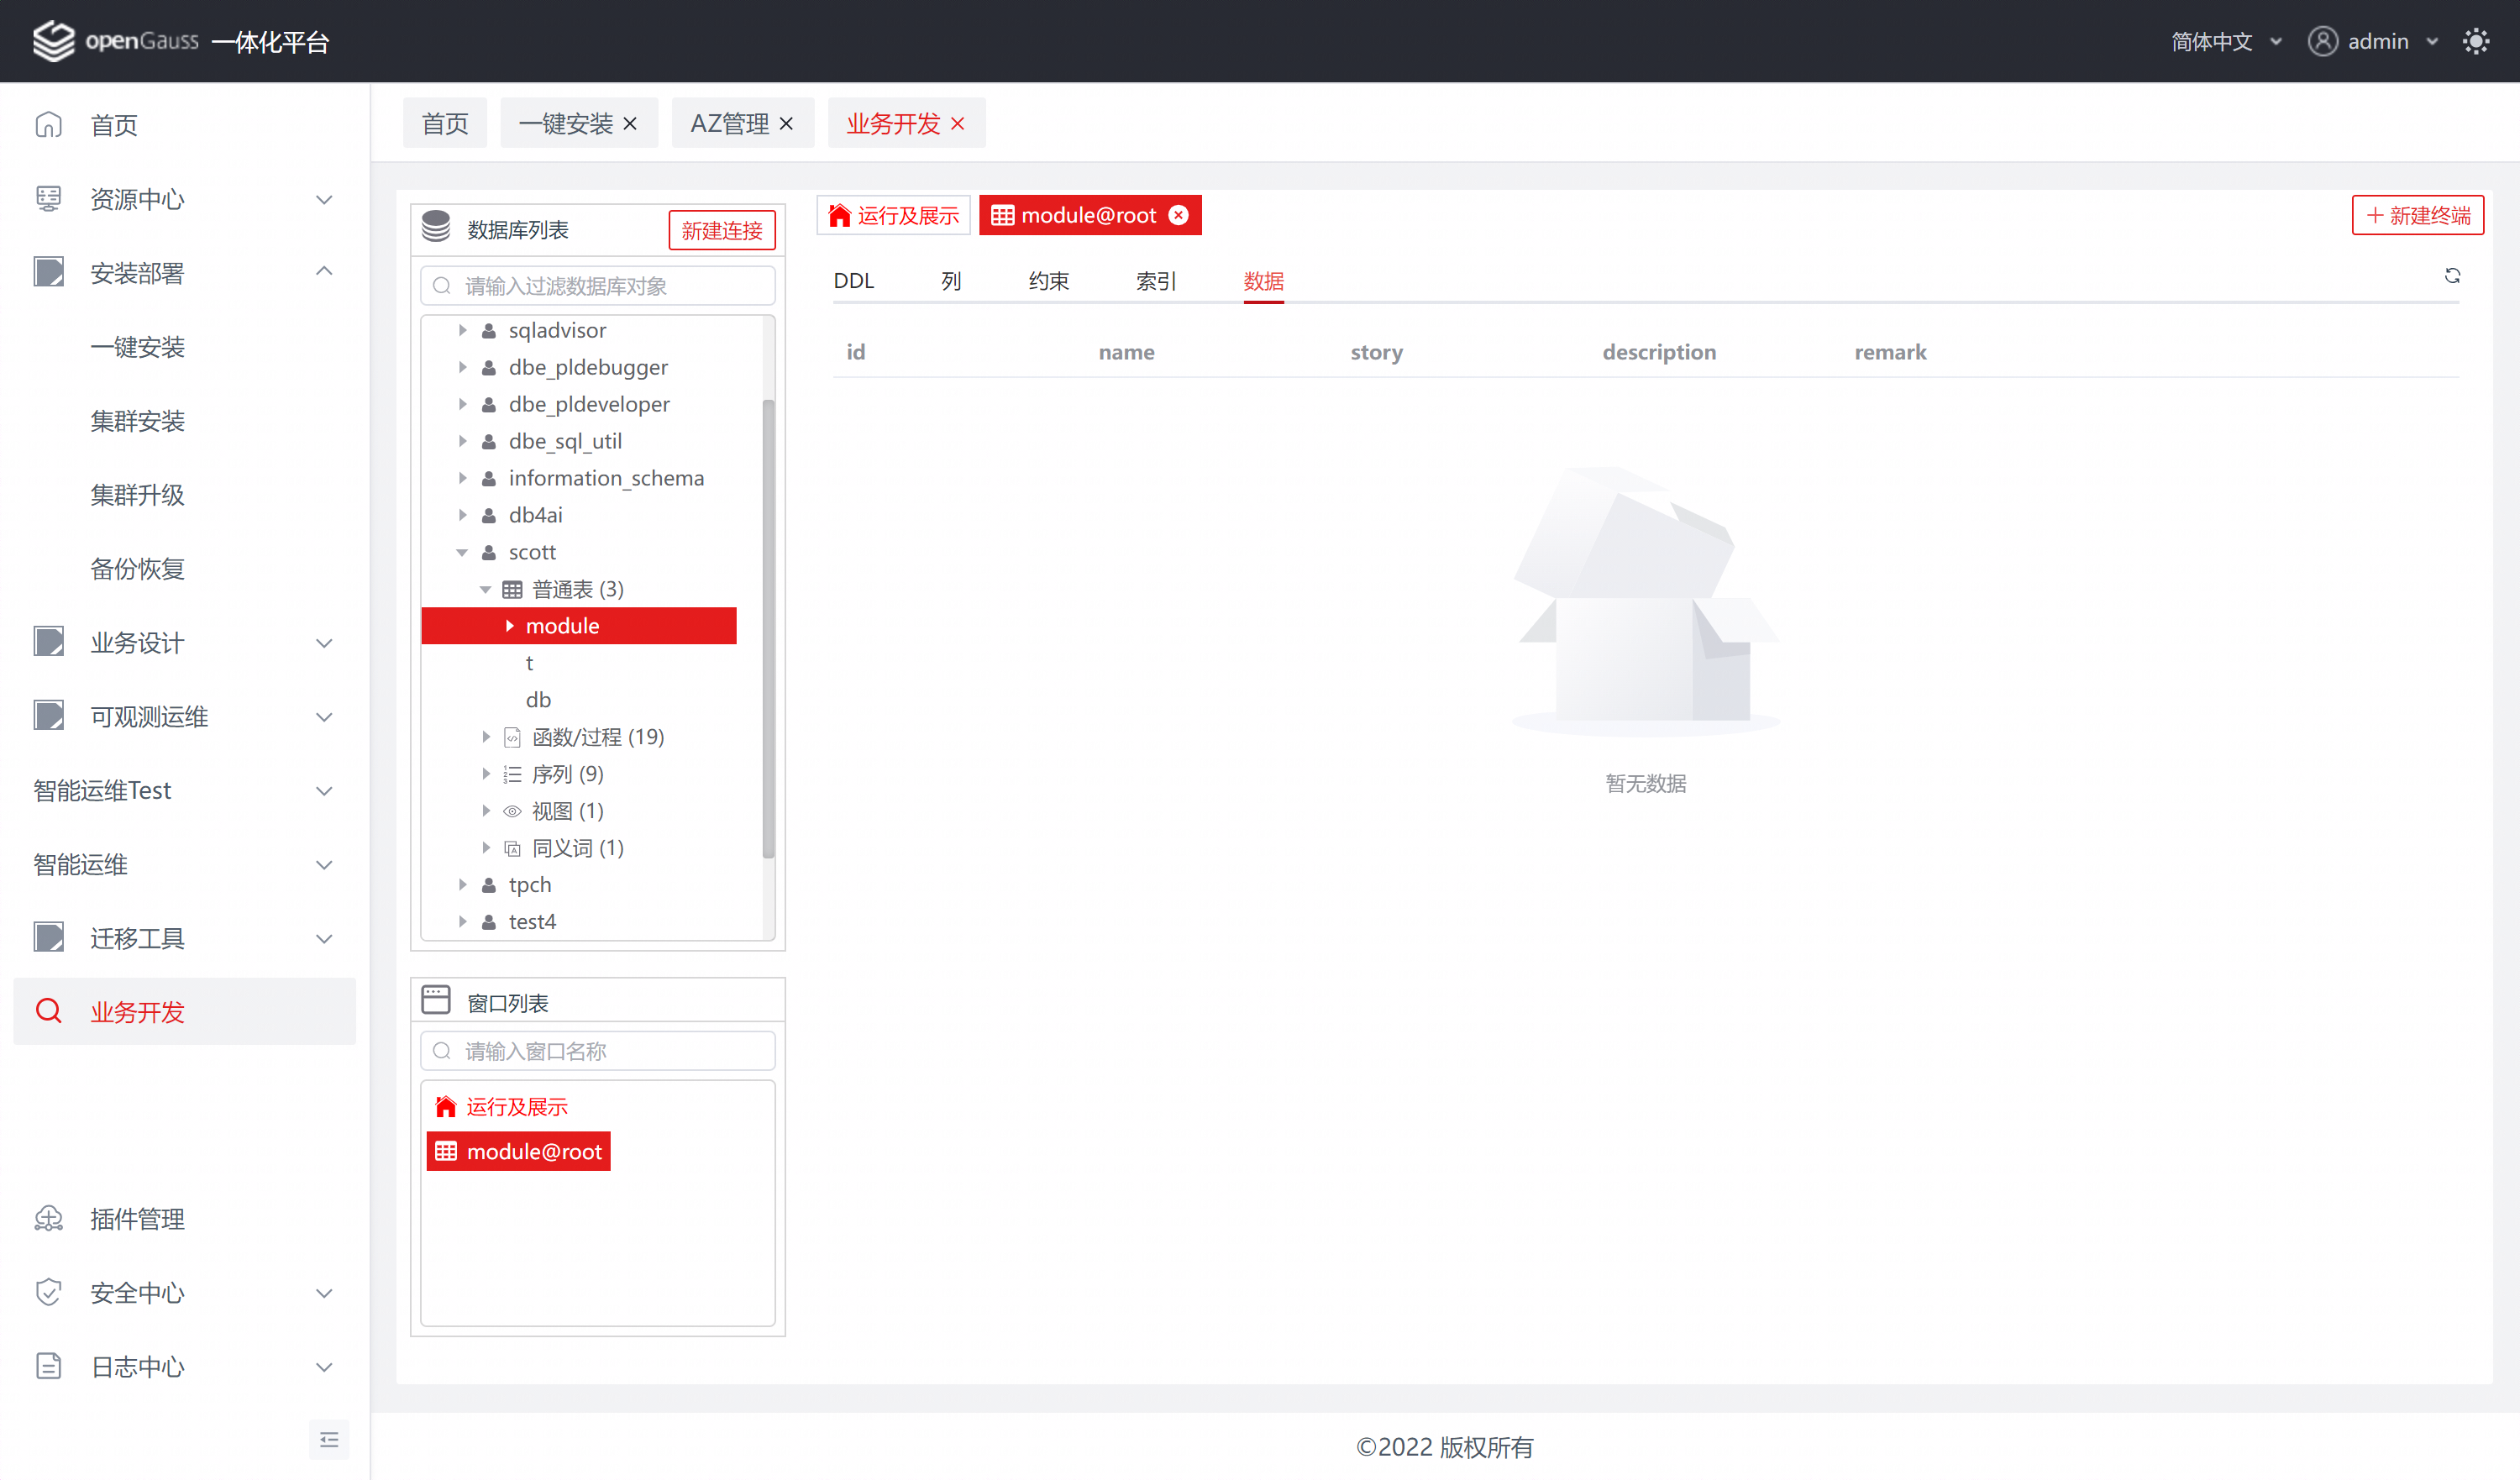 openGauss 一体化平台
简体中文
admin
首页
资源中心
安装部署
一键安装
集群安装
集群升级
备份恢复
业务设计
可观测运维
智能运维Test
智能运维
迁移工具
业务开发
插件管理
安全中心
日志中心
首页
一键安装
AZ管理
业务开发
数据库列表
新建连接
请输入过滤数据库对象
sqladvisor
dbe_pldebugger
dbe_pldeveloper
dbe_sql_util
information_schema
db4ai
scott
普通表 (3)
module
t
db
函数/过程 (19)
序列 (9)
视图 (1)
同义词 (1)
tpch
test4
窗口列表
请输入窗口名称
运行及展示
module@root
运行及展示
module@root
新建终端
DDL
列
约束
索引
数据
id
name
story
description
remark
暂无数据
©2022 版权所有